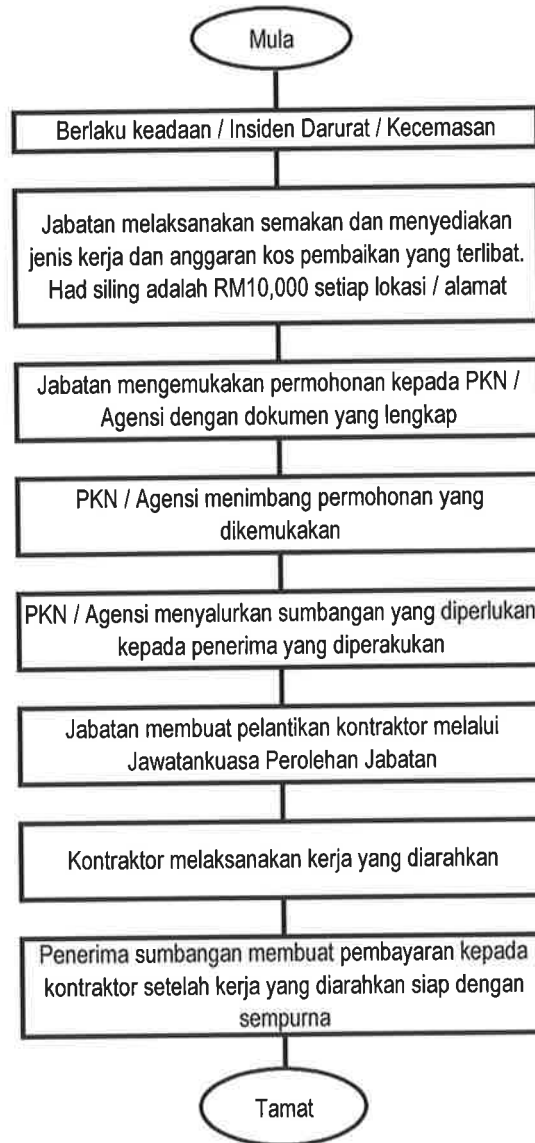 Mula
Berlaku keadaan / Insiden Darurat / Kecemasan
Jabatan melaksanakan semakan dan menyediakan
jenis kerja dan anggaran kos pembaikan yang terlibat.
Had siling adalah RM10,000 setiap lokasi / alamat
Jabatan mengemukakan permohonan kepada PKN /
Agensi dengan dokumen yang lengkap
PKN / Agensi menimbang permohonan yang
dikemukakan
PKN / Agensi menyalurkan sumbangan yang diperlukan
kepada penerima yang diperakukan
Jabatan membuat pelantikan kontraktor melalui
Jawatankuasa Perolehan Jabatan
Kontraktor melaksanakan kerja yang diarahkan
Penerima sumbangan membuat pembayaran kepada
kontraktor setelah kerja yang diarahkan siap dengan
sempurna
Tamat